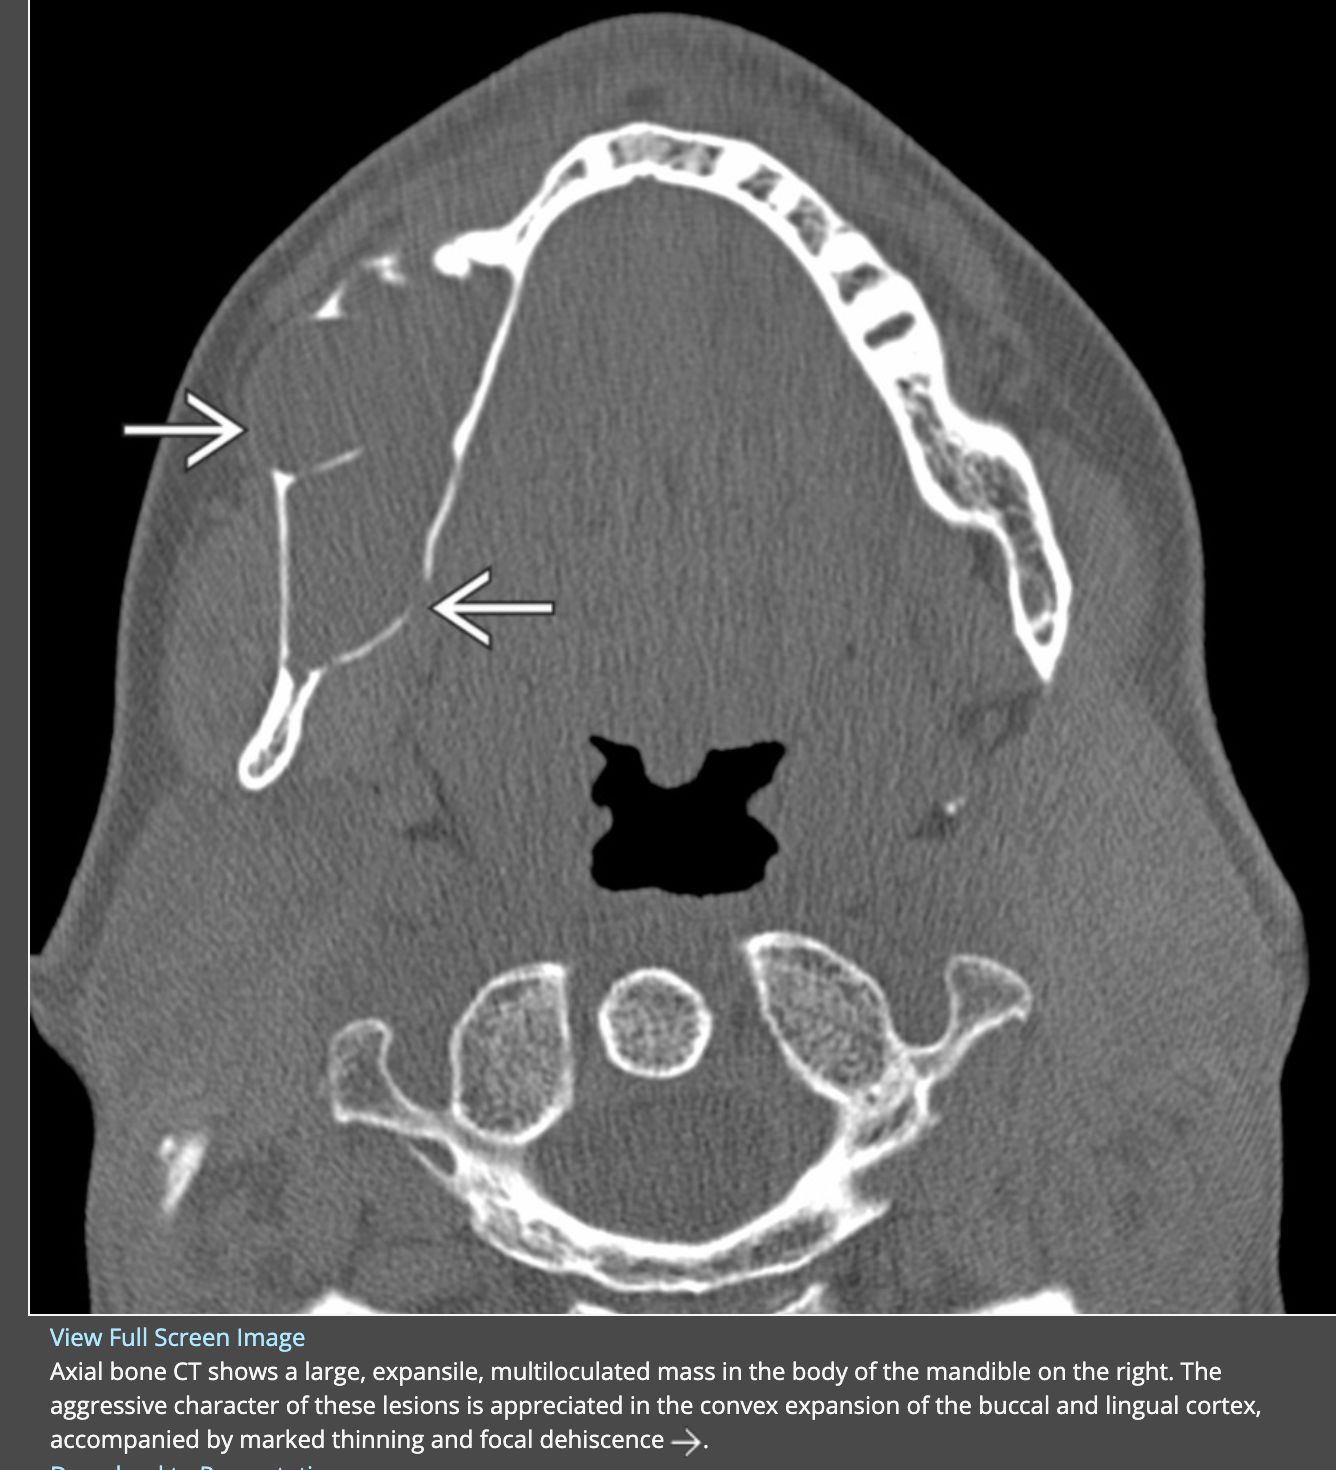 View Full Screen Image
Axial bone CT shows a large, expansile, multiloculated mass in the body of the mandible on the right. The
aggressive character of these lesions is appreciated in the convex expansion of the buccal and lingual cortex,
accompanied by marked thinning and focal dehiscence →.